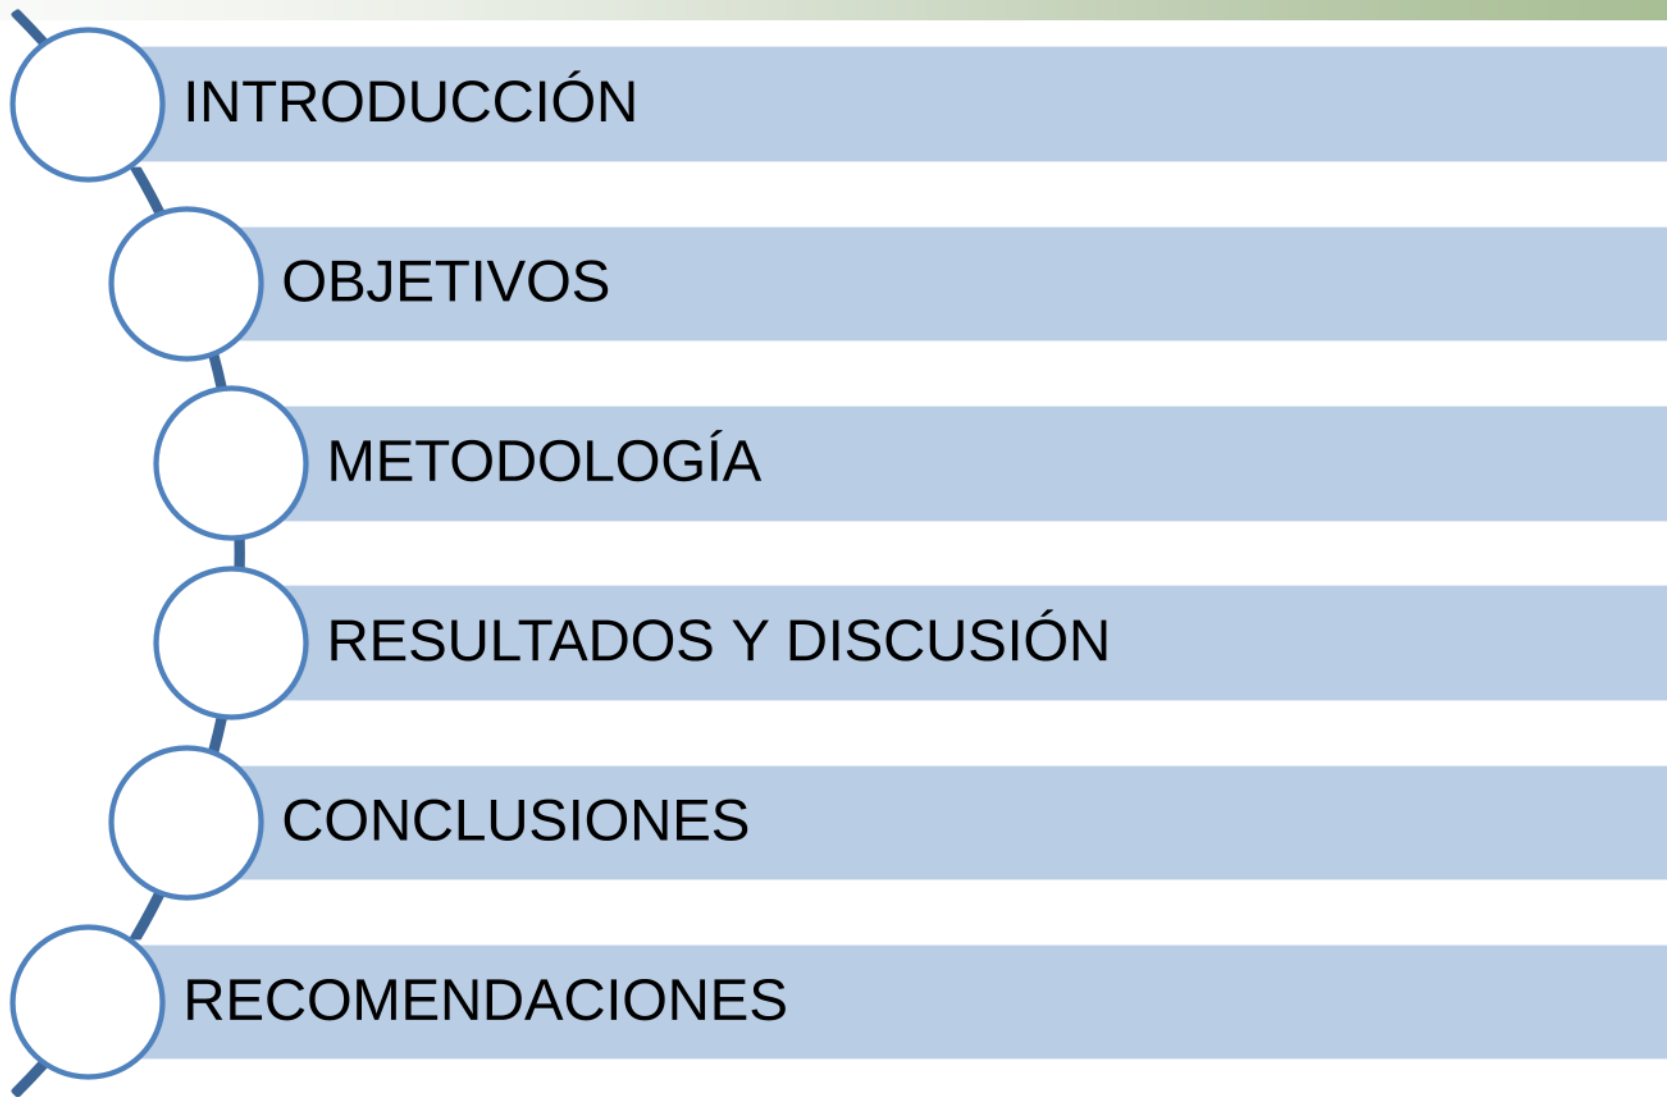 INTRODUCCIÓN
OBJETIVOS
METODOLOGÍA
RESULTADOS Y DISCUSIÓN
CONCLUSIONES
RECOMENDACIONES